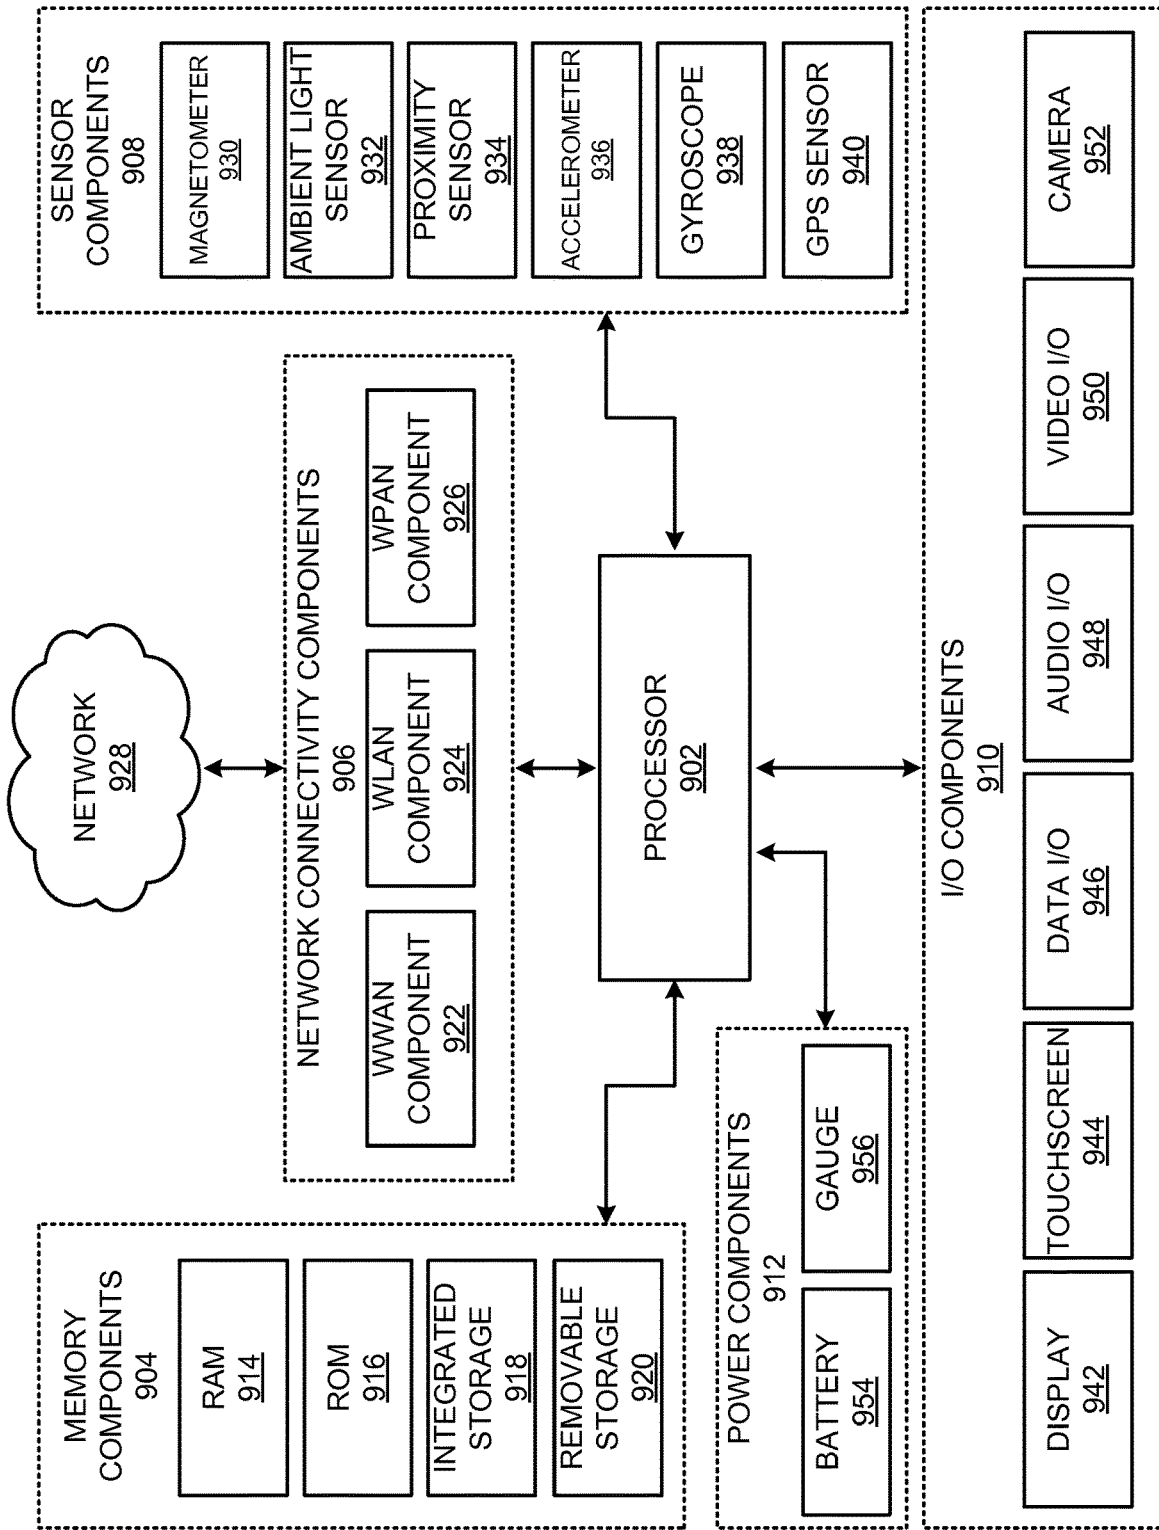 NETWORK
928
MEMORY
COMPONENTS
904
RAM
914
ROM
916
INTEGRATED
STORAGE
918
REMOVABLE
STORAGE
920
NETWORK CONNECTIVITY COMPONENTS
906
WWAN
COMPONENT
922
WLAN
COMPONENT
924
WPAN
COMPONENT
926
SENSOR
COMPONENTS
908
MAGNETOMETER
930
AMBIENT LIGHT
SENSOR
932
PROXIMITY
SENSOR
934
ACCELEROMETER
936
GYROSCOPE
938
GPS SENSOR
940
PROCESSOR
902
POWER COMPONENTS
912
BATTERY
954
GAUGE
956
I/O COMPONENTS
910
DISPLAY
942
TOUCHSCREEN
944
DATA I/O
946
AUDIO I/O
948
VIDEO I/O
950
CAMERA
952